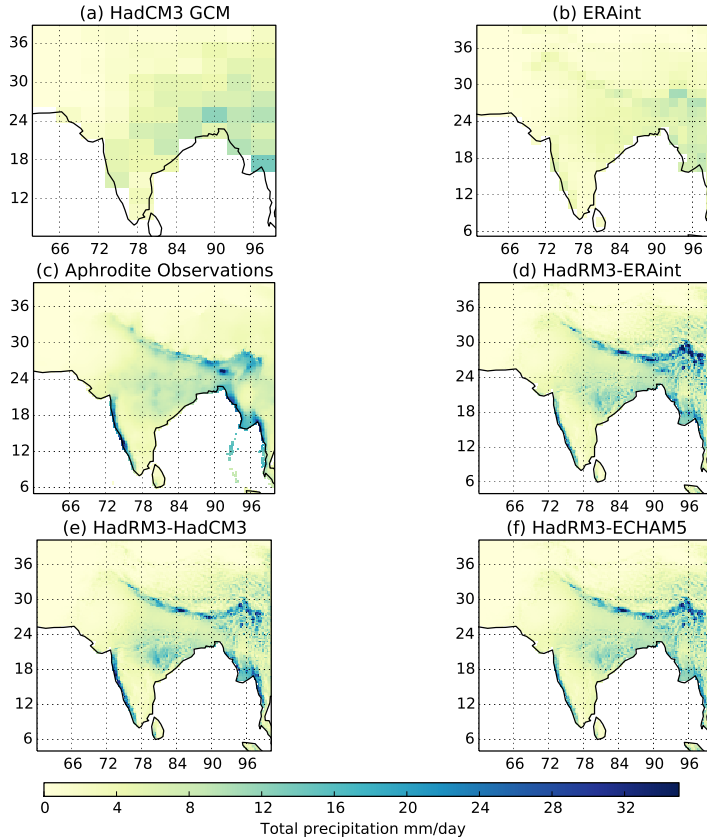 (a) HadCM3 GCM
36
30
24
18
12
66 72 78 84 90 96
(b) ERAint
36
30
24
18
12
6
66 72 78 84 90 96
(c) Aphrodite Observations
36
30
24
18
12
6
66 72 78 84 90 96
(d) HadRM3-ERAint
36
30
24
18
12
6
66 72 78 84 90 96
(e) HadRM3-HadCM3
36
30
24
18
12
6
66 72 78 84 90 96
(f) HadRM3-ECHAM5
36
30
24
18
12
6
66 72 78 84 90 96
0 4 8 12 16 20 24 28 32
Total precipitation mm/day